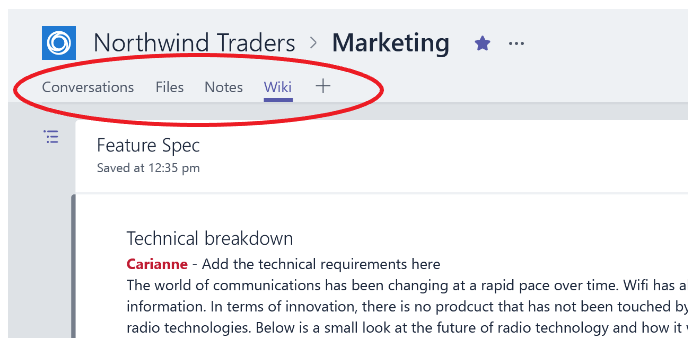 Northwind Traders > Marketing ★ ···
Conversations Files Notes Wiki +
Feature Spec
Saved at 12:35 pm
Technical breakdown
Carianne - Add the technical requirements here
The world of communications has been changing at a rapid pace over time. Wifi has a
information. In terms of innovation, there is no prodcuct that has not been touched by
radio technologies. Below is a small look at the future of radio technology and how it